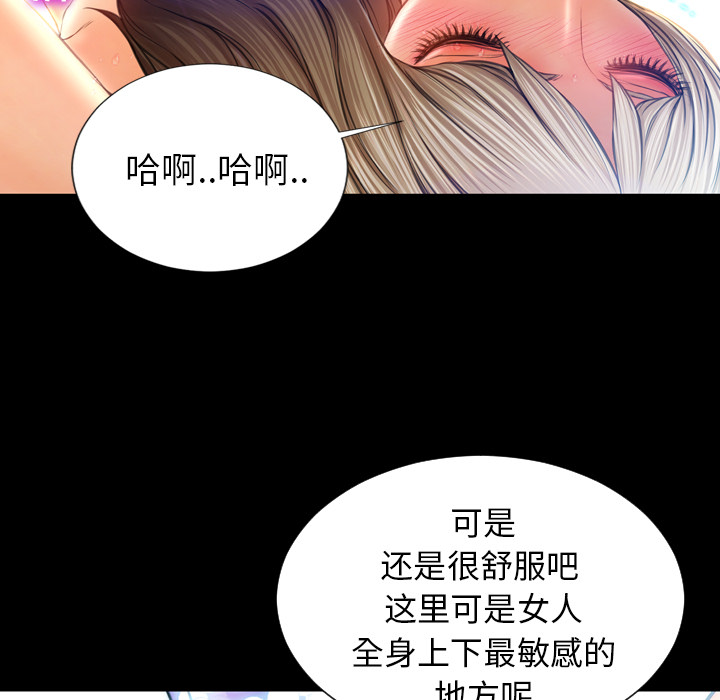 哈啊..哈啊..
可是
还是很舒服吧
这里可是女人
全身上下最敏感的
地方呢